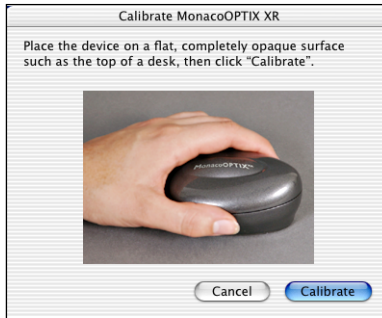 Calibrate MonacoOPTIX XR
Place the device on a flat, completely opaque surface
such as the top of a desk, then click “Calibrate”.
MonacoOPTIX™
Cancel
Calibrate